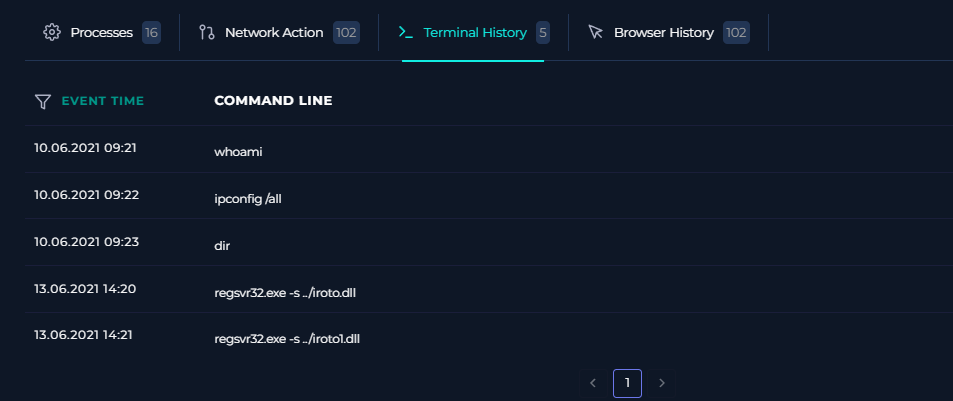 Processes 16 Network Action 102 Terminal History 5 Browser History 102
EVENT TIME COMMAND LINE
10.06.2021 09:21 whoami
10.06.2021 09:22 ipconfig /all
10.06.2021 09:23 dir
13.06.2021 14:20 regsvr32.exe -s ../iroto.dll
13.06.2021 14:21 regsvr32.exe -s ../iroto1.dll
1